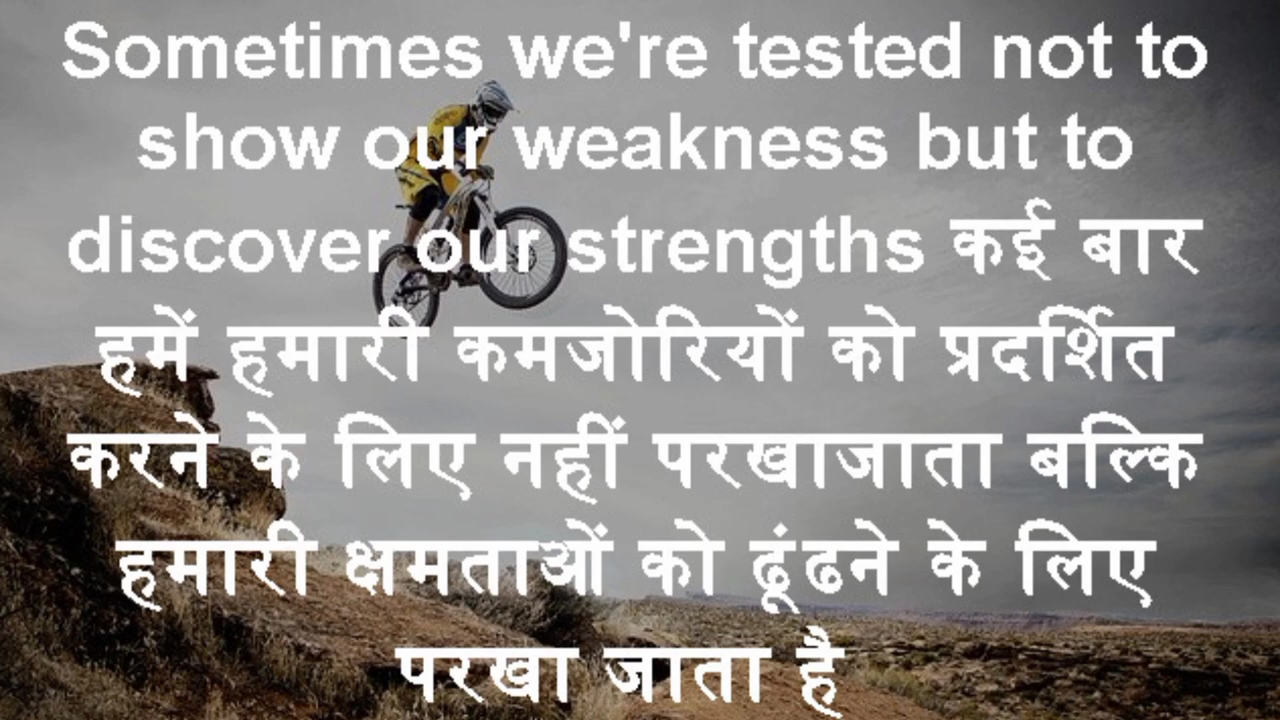 Sometimes we're tested not to
show our weakness but to
discover our strengths कई बार
हमें हमारी कमजोरियों को प्रदर्शित
करने के लिए नहीं परखाजाता बल्कि
हमारी क्षमताओं को ढूंढने के लिए
परखा जाता है